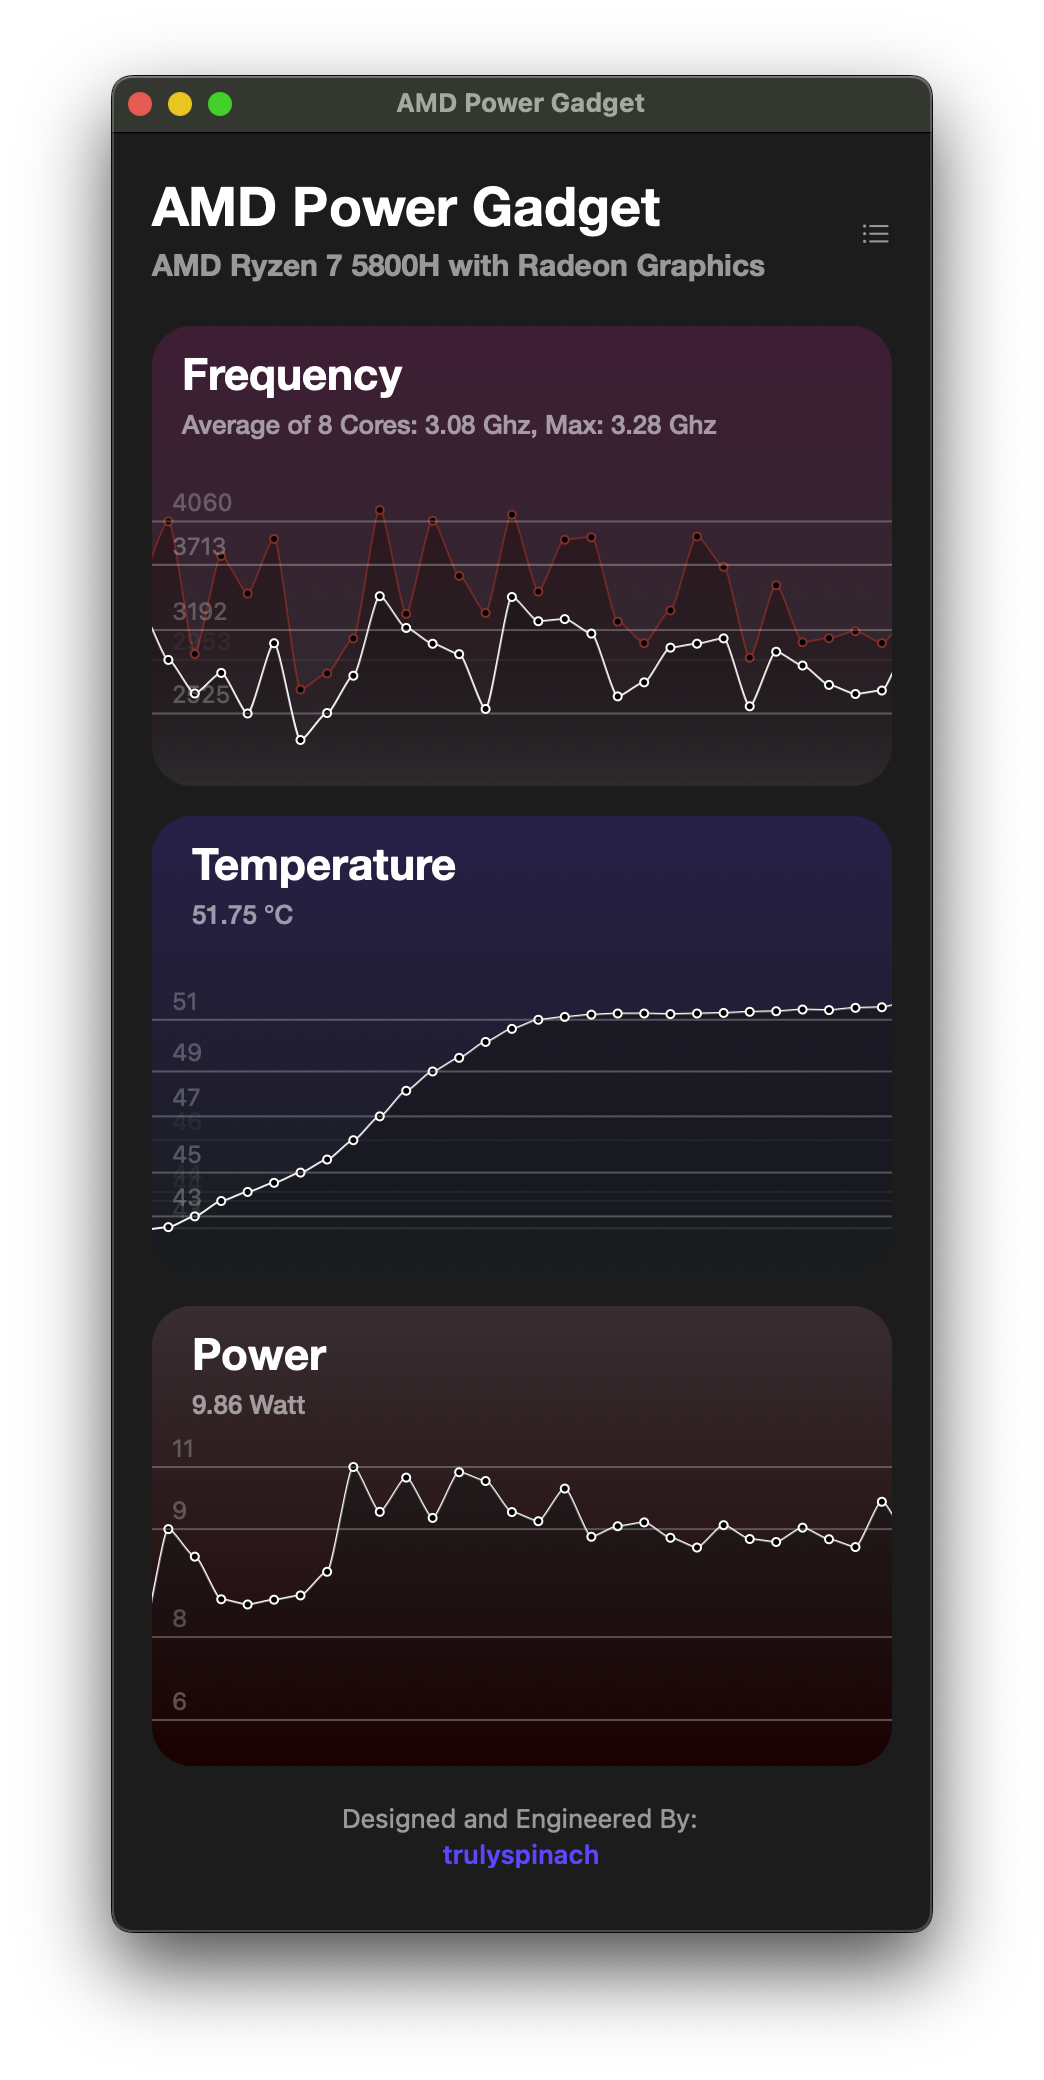 AMD Power Gadget
AMD Power Gadget
AMD Ryzen 7 5800H with Radeon Graphics
Frequency
Average of 8 Cores: 3.08 Ghz, Max: 3.28 Ghz
4060
3713
3192
2525
Temperature
51.75 °C
51
49
47
46
45
43
Power
9.86 Watt
11
9
8
6
Designed and Engineered By:
trulyspinach